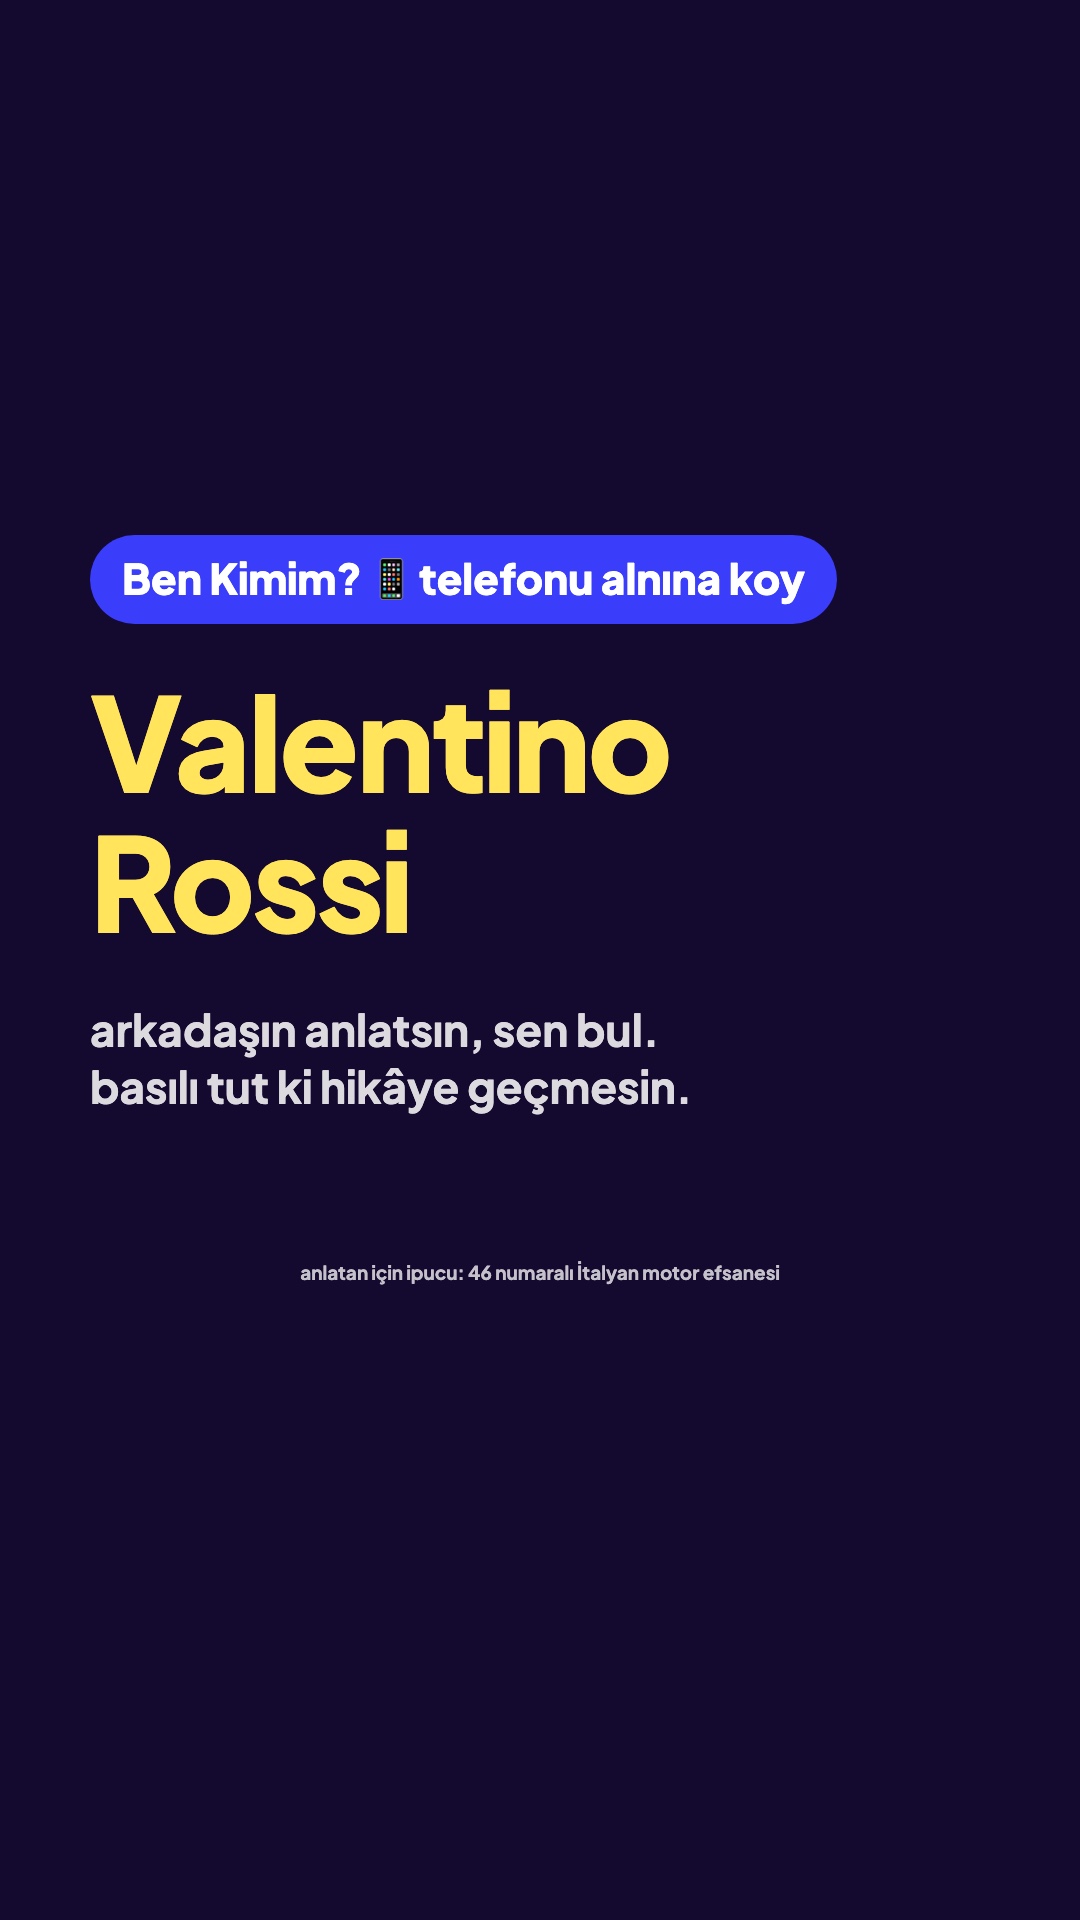 Ben Kimim? 📱 telefonu alnına koy
Valentino
Rossi
arkadaşın anlatsın, sen bul.
basılı tut ki hikâye geçmesin.
anlatan için ipucu: 46 numaralı İtalyan motor efsanesi